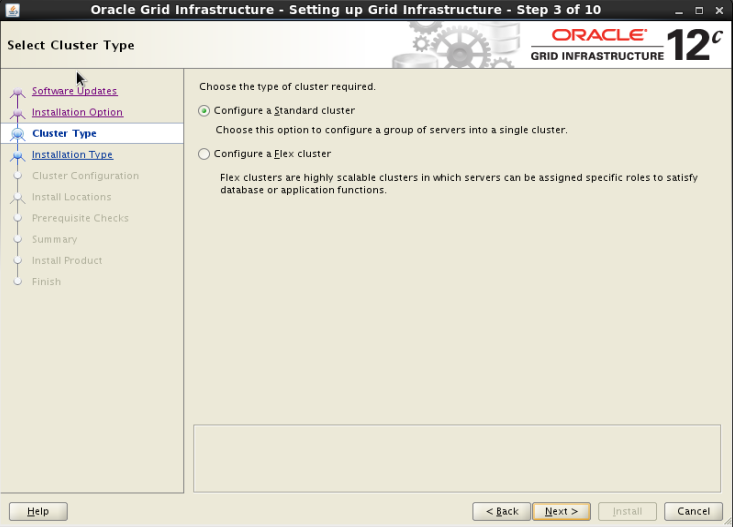 Oracle Grid Infrastructure - Setting up Grid Infrastructure - Step 3 of 10
Select Cluster Type
ORACLE
GRID INFRASTRUCTURE
12c
Software Updates
Installation Option
Cluster Type
Installation Type
Cluster Configuration
Install Locations
Prerequisite Checks
Summary
Install Product
Finish
Choose the type of cluster required.
Configure a Standard cluster
Choose this option to configure a group of servers into a single cluster.
Configure a Flex cluster
Flex clusters are highly scalable clusters in which servers can be assigned specific roles to satisfy
database or application functions.
Help
< Back
Next >
Install
Cancel